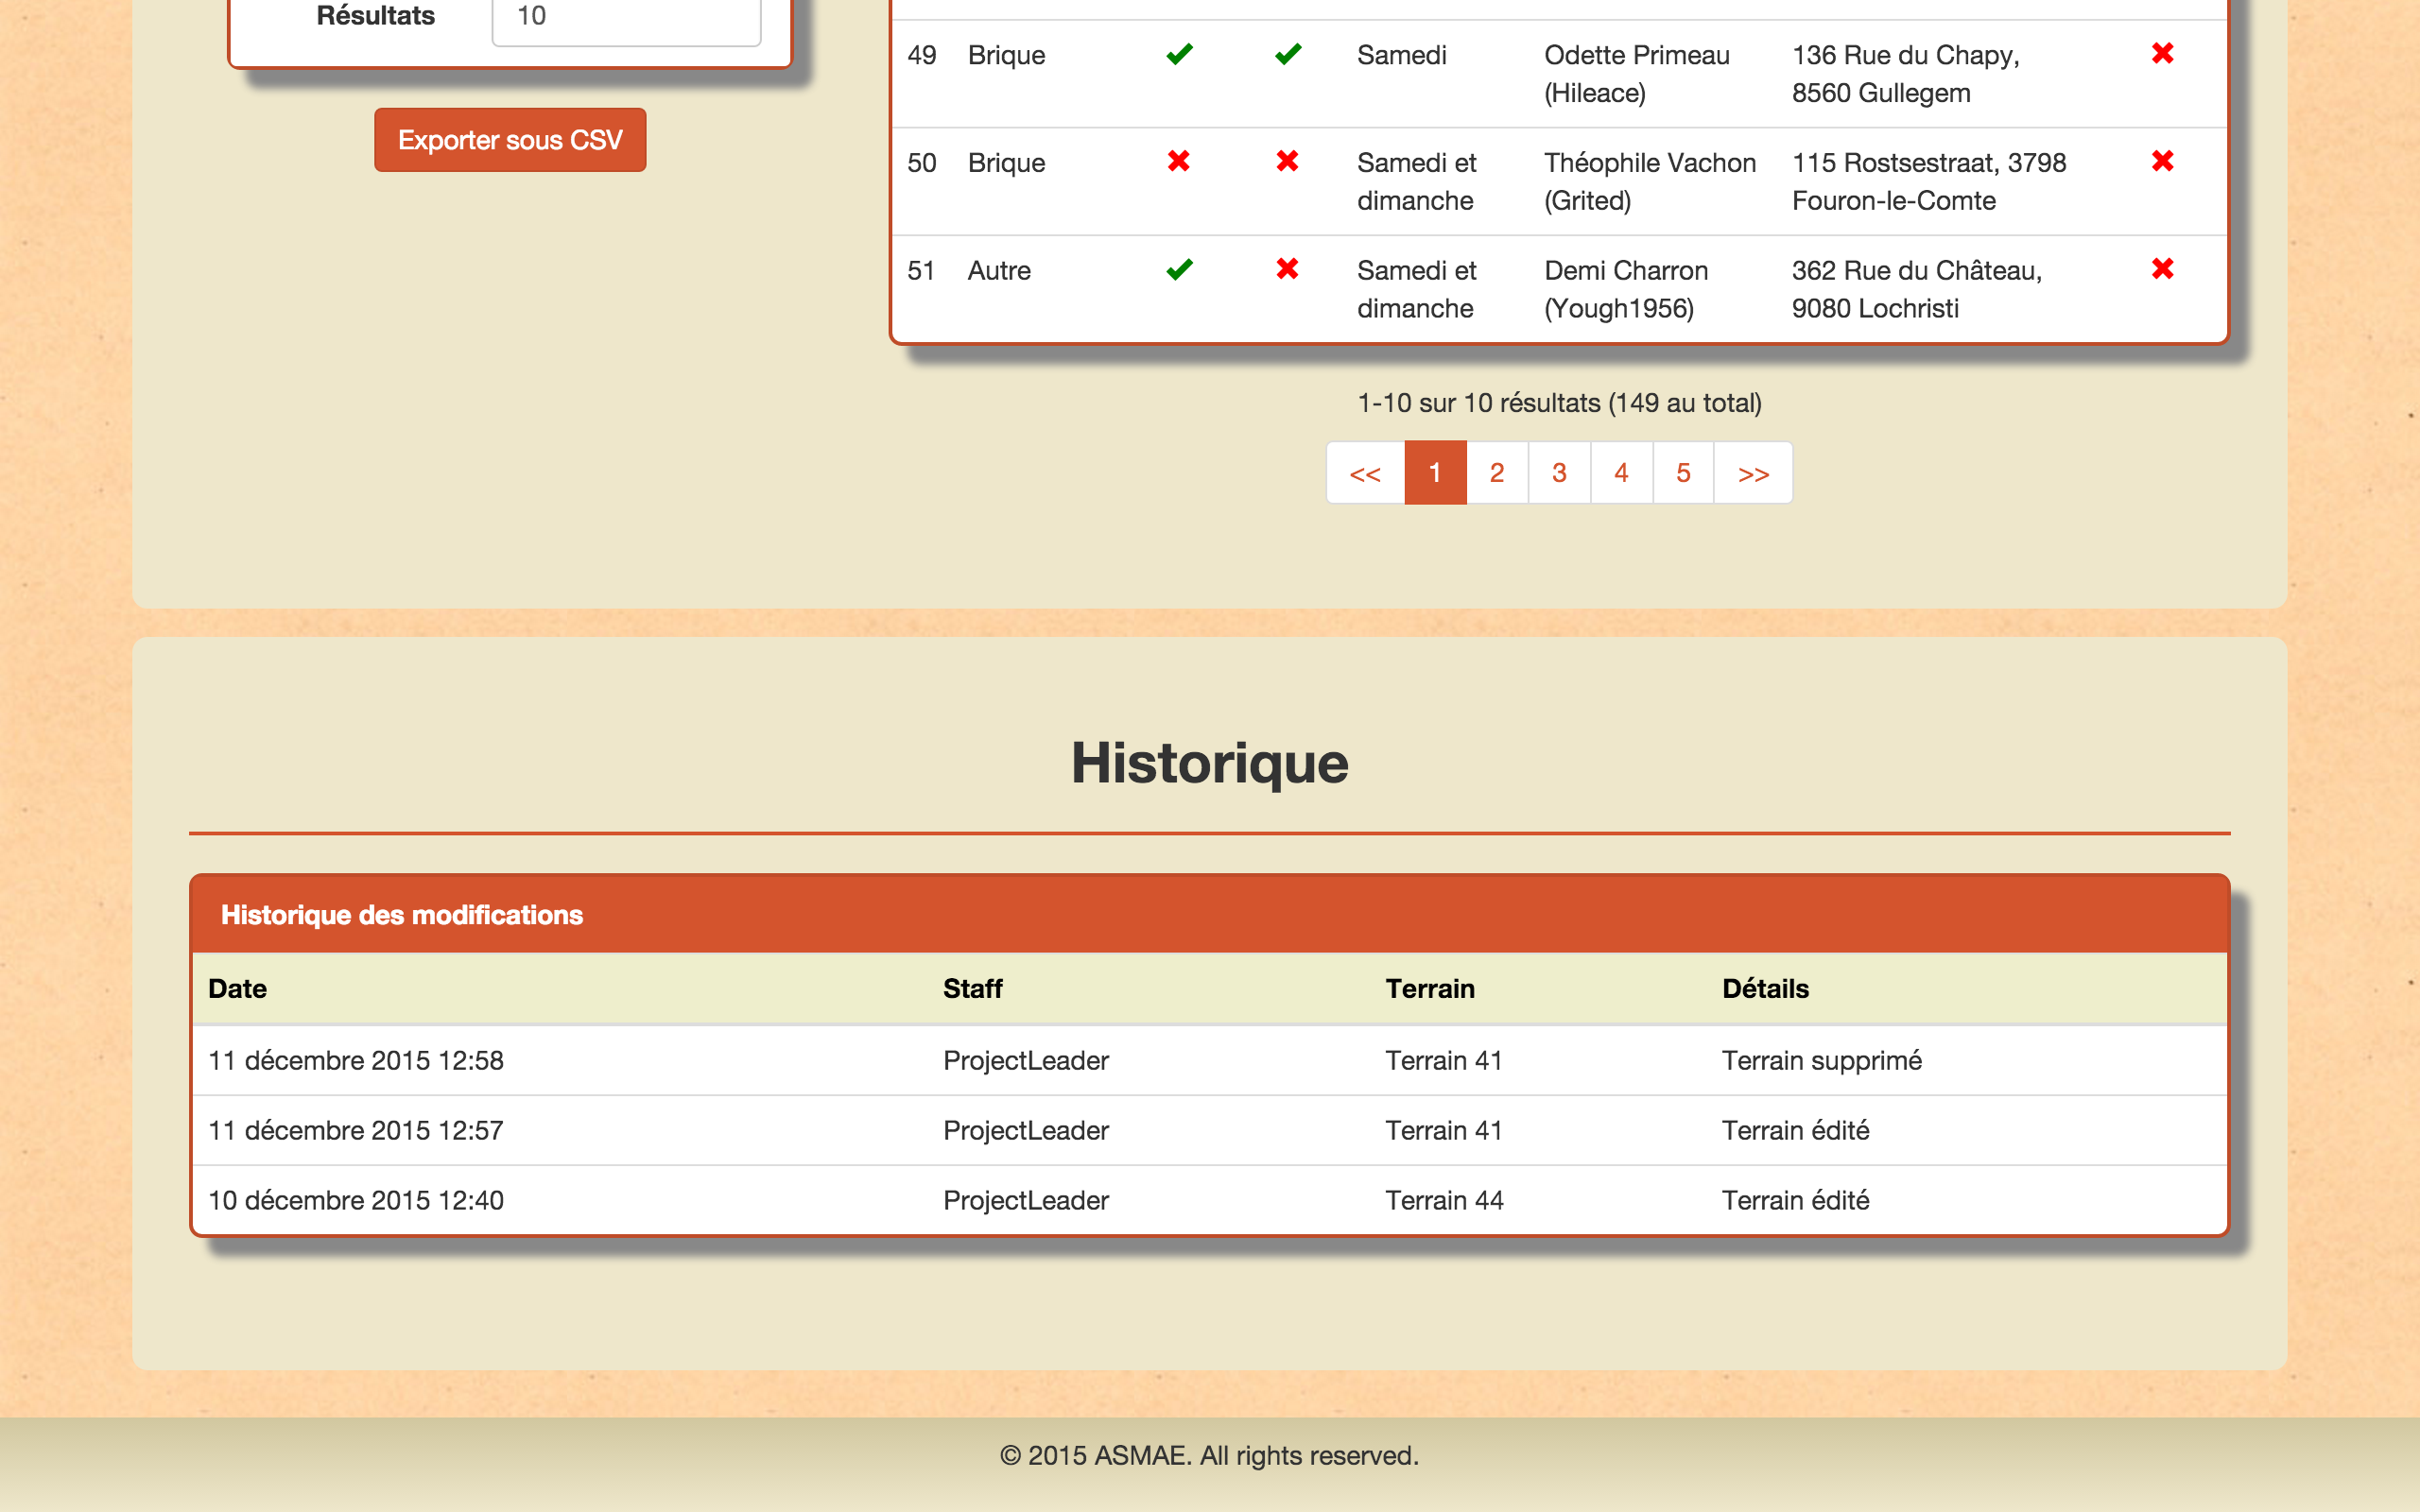 Résultats 10
Exporter sous CSV
49 Brique Samedi Odette Primeau 136 Rue du Chapy,
(Hileace) 8560 Gullegem
50 Brique Samedi et Théophile Vachon 115 Rostsestraat, 3798
dimanche (Grited) Fouron-le-Comte
51 Autre Samedi et Demi Charron 362 Rue du Château,
dimanche (Yough1956) 9080 Lochristi
1-10 sur 10 résultats (149 au total)
<< 1 2 3 4 5 >>
Historique
Historique des modifications
Date Staff Terrain Détails
11 décembre 2015 12:58 ProjectLeader Terrain 41 Terrain supprimé
11 décembre 2015 12:57 ProjectLeader Terrain 41 Terrain édité
10 décembre 2015 12:40 ProjectLeader Terrain 44 Terrain édité
© 2015 ASMAE. All rights reserved.